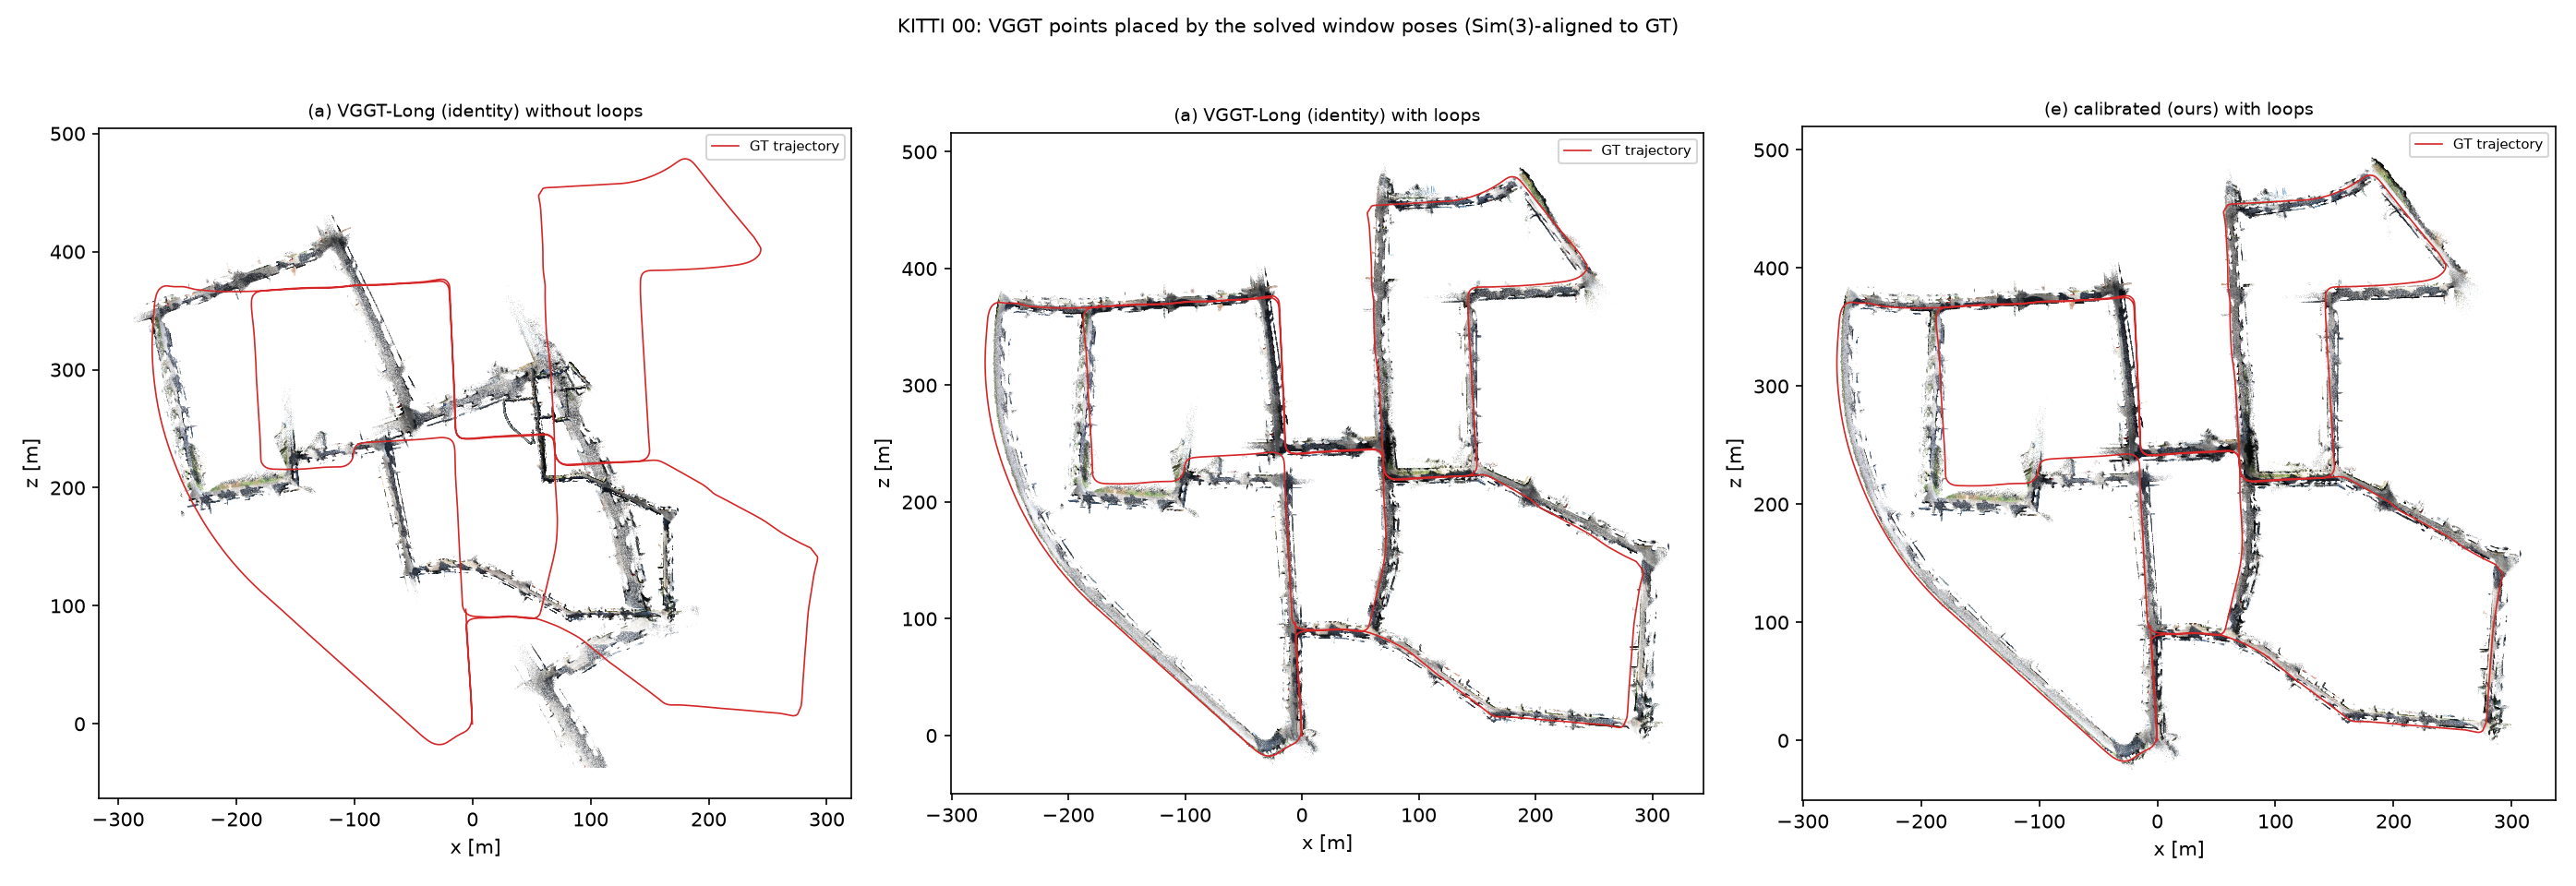 KITTI 00: VGGT points placed by the solved window poses (Sim(3)-aligned to GT)
(a) VGGT-Long (identity) without loops
GT trajectory
500
400
300
200
100
0
z [m]
−300 −200 −100 0 100 200 300
x [m]
(a) VGGT-Long (identity) with loops
GT trajectory
500
400
300
200
100
0
z [m]
−300 −200 −100 0 100 200 300
x [m]
(e) calibrated (ours) with loops
GT trajectory
500
400
300
200
100
0
z [m]
−300 −200 −100 0 100 200 300
x [m]